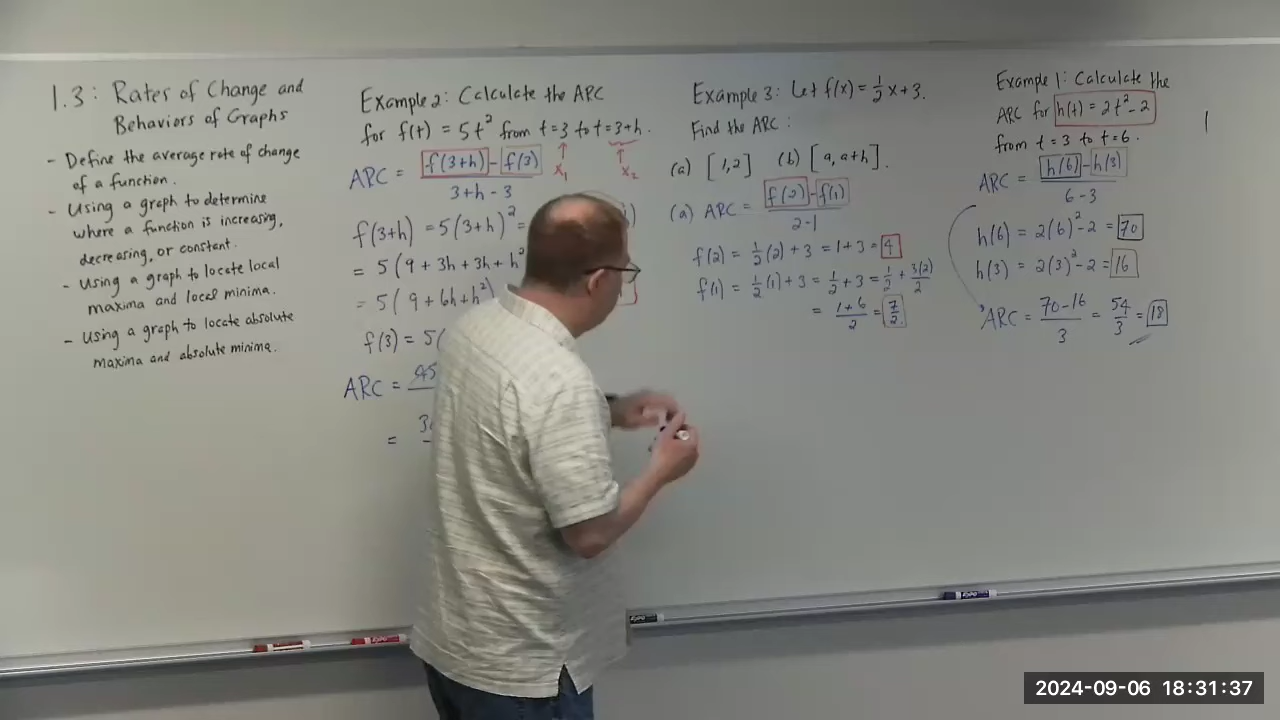 1.3: Rates of Change and
Behaviors of Graphs
- Define the average rate of change
of a function.
- Using a graph to determine
where a function is increasing,
decreasing, or constant.
- Using a graph to locate local
maxima and local minima.
- Using a graph to locate absolute
maxima and absolute minima.
Example 2: Calculate the ARC
for f(t) = 5t² from t=3 to t=3+h.
ARC = f(3+h)-f(3) / 3+h-3
x₁ x₂
f(3+h) = 5(3+h)² =
= 5(9+3h+3h+h²
= 5(9+6h+h²)
f(3) = 5(
ARC = 45
=
Example 3: Let f(x) = 1/2 x+3.
Find the ARC:
(a) [1,2] (b) [a, a+h].
(a) ARC = f(2)-f(1) / 2-1
f(2) = 1/2(2)+3 = 1+3 = 4
f(1) = 1/2(1)+3 = 1/2+3 = 1/2+3(2)/2
= 1+6/2 = 7/2.
Example 1: Calculate the
ARC for h(t) = 2t²-2
from t=3 to t=6.
ARC = h(6)-h(3) / 6-3
h(6) = 2(6)²-2 = 70
h(3) = 2(3)²-2 = 16
ARC = 70-16 / 3 = 54/3 = 18
EXPO
EXPO
EXPO
EXPO
2024-09-06 18:31:37